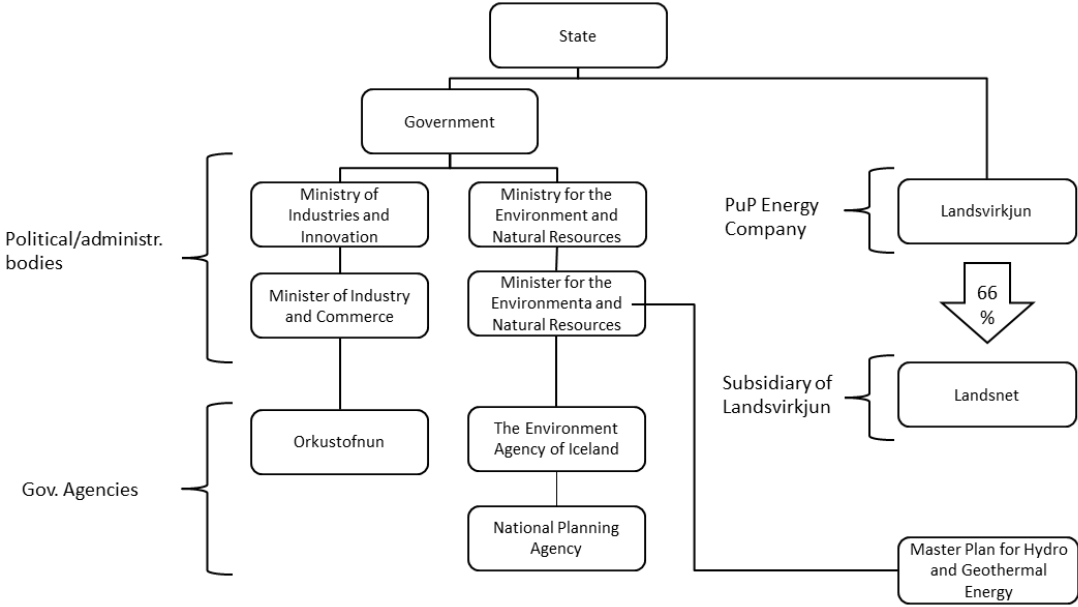 State
Government
Political/administr.
bodies
Ministry of
Industries and
Innovation
Ministry for the
Environment and
Natural Resources
PuP Energy
Company
Landsvirkjun
Minister of Industry
and Commerce
Minister for the
Environmenta and
Natural Resources
66
%
Subsidiary of
Landsvirkjun
Landsnet
Gov. Agencies
Orkustofnun
The Environment
Agency of Iceland
National Planning
Agency
Master Plan for Hydro
and Geothermal
Energy